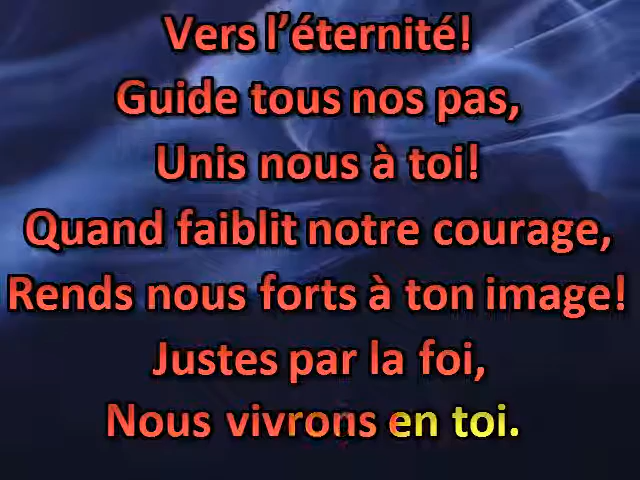 Vers l’éternité!
Guide tous nos pas,
Unis nous à toi!
Quand faiblit notre courage,
Rends nous forts à ton image!
Justes par la foi,
Nous vivrons en toi.